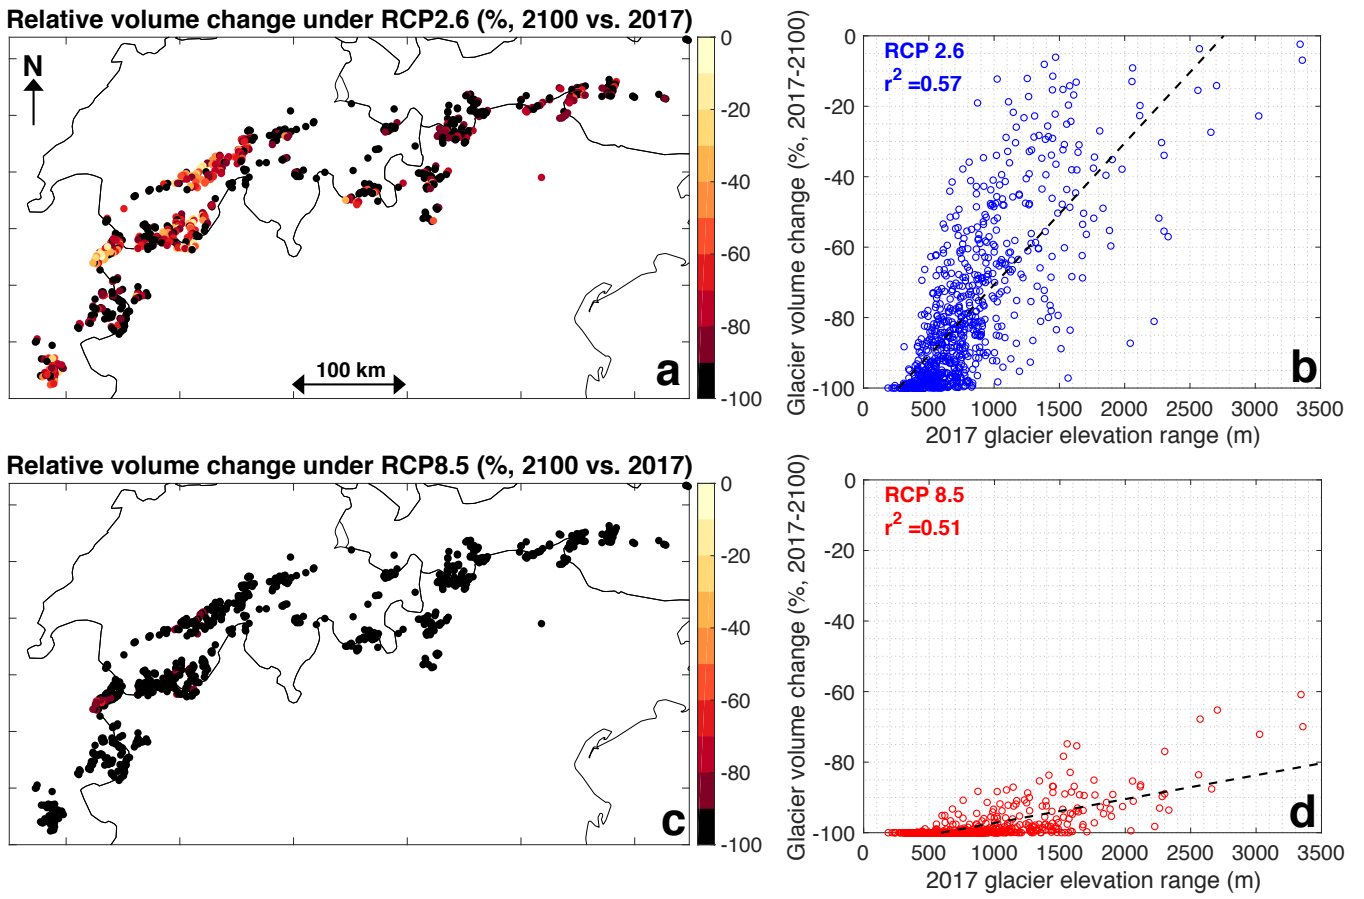 Relative volume change under RCP2.6 (%, 2100 vs. 2017)
N
100 km
a
0
-20
-40
-60
-80
-100
Glacier volume change (%, 2017-2100)
0
-20
-40
-60
-80
-100
RCP 2.6
r2 =0.57
b
0 500 1000 1500 2000 2500 3000 3500
2017 glacier elevation range (m)
Relative volume change under RCP8.5 (%, 2100 vs. 2017)
c
0
-20
-40
-60
-80
-100
Glacier volume change (%, 2017-2100)
0
-20
-40
-60
-80
-100
RCP 8.5
r2 =0.51
d
0 500 1000 1500 2000 2500 3000 3500
2017 glacier elevation range (m)